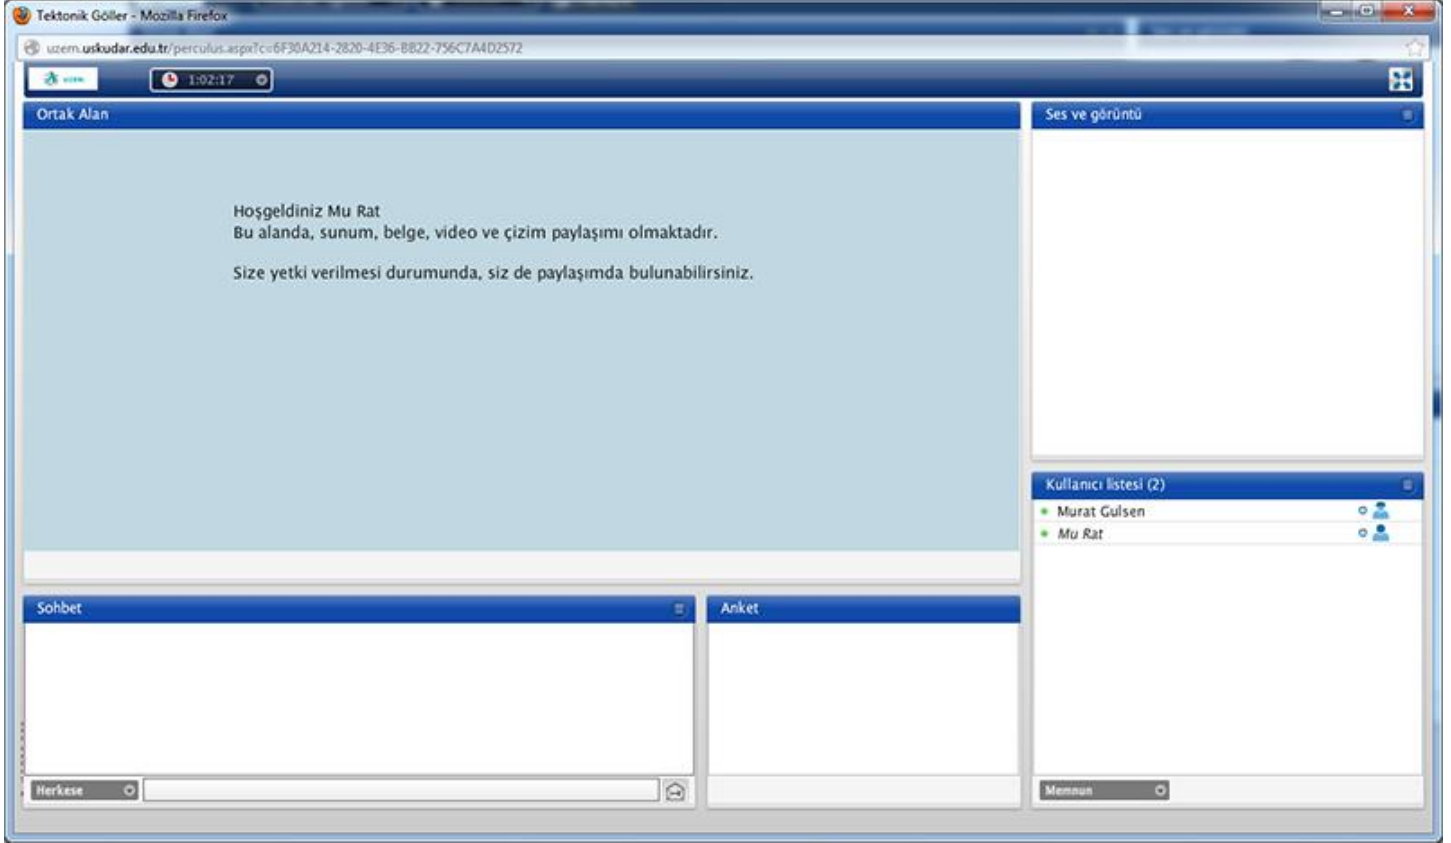 Tektonik Göller - Mozilla Firefox
uzem.uskudar.edu.tr/perculus.aspx?c=6F30A214-2820-4E36-BB22-756C7A4D2572
UZEM
1:02:17
Ortak Alan
Ses ve görüntü
Hoşgeldiniz Mu Rat
Bu alanda, sunum, belge, video ve çizim paylaşımı olmaktadır.
Size yetki verilmesi durumunda, siz de paylaşımda bulunabilirsiniz.
Kullanıcı listesi (2)
Murat Gulsen
Mu Rat
Sohbet
Anket
Herkese
Memnun